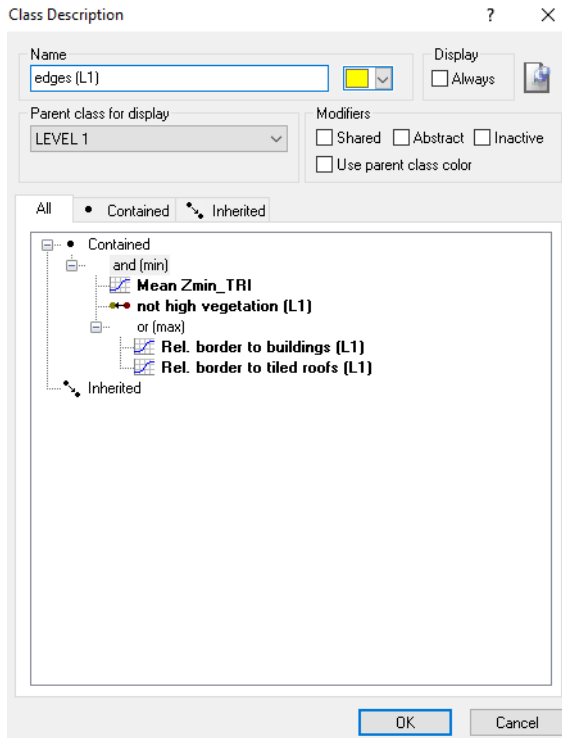 Class Description ? X
Name
edges (L1)
Display
Always
Parent class for display
LEVEL 1
Modifiers
Shared Abstract Inactive
Use parent class color
All Contained Inherited
Contained
and (min)
Mean Zmin_TRI
not high vegetation (L1)
or (max)
Rel. border to buildings (L1)
Rel. border to tiled roofs (L1)
Inherited
OK Cancel